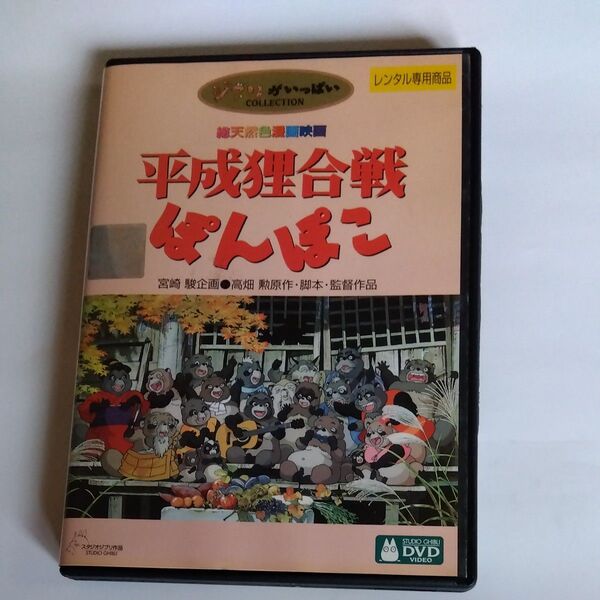 ジブリがいっぱい
COLLECTION
レンタル専用商品
総天然色漫画映画
平成狸合戦
ぽんぽこ
宮崎 駿企画●高畑 勲原作・脚本・監督作品
スタジオジブリ作品
STUDIO GHIBLI
STUDIO GHIBLI
DVD
VIDEO